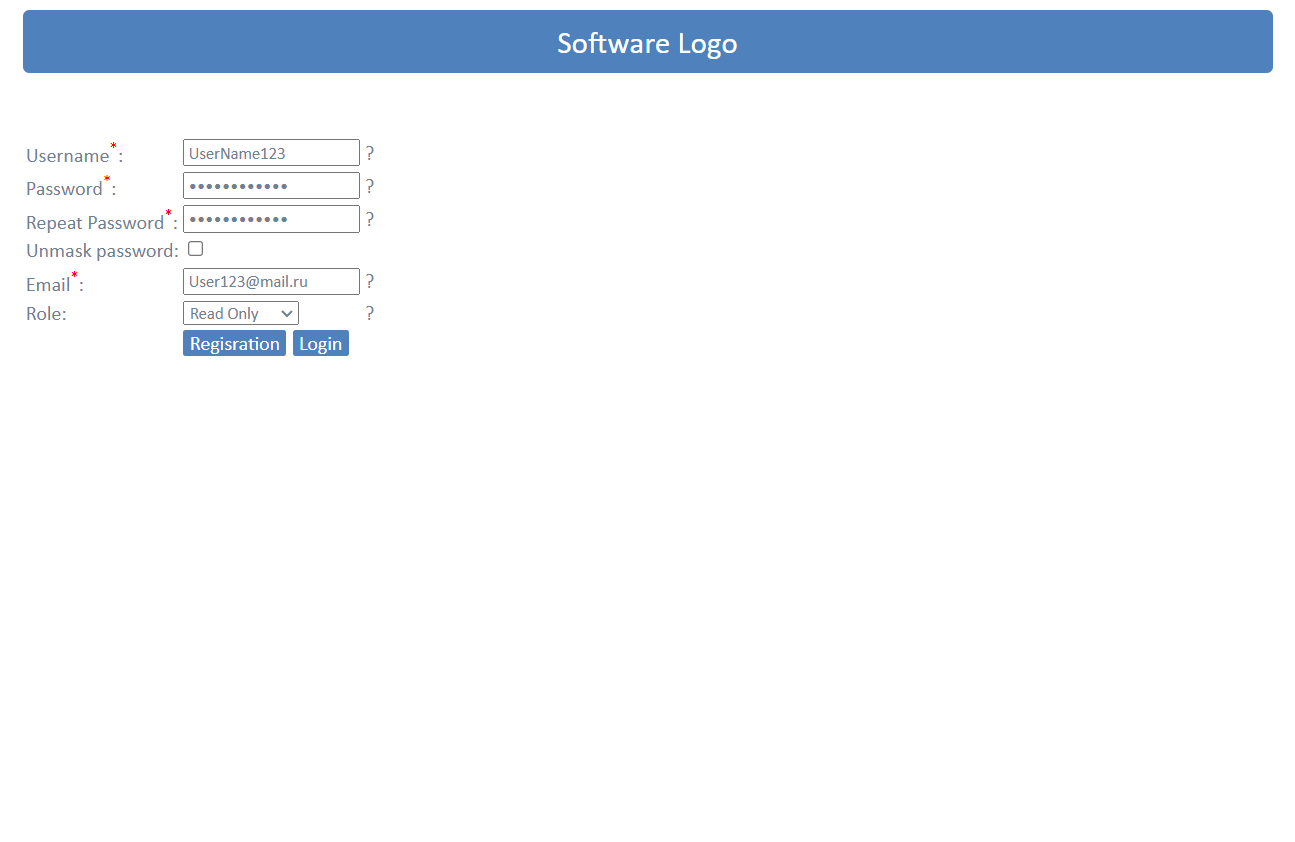 Software Logo
Username*: UserName123 ?
Password*: •••••••••••• ?
Repeat Password*: •••••••••••• ?
Unmask password:
Email*: User123@mail.ru ?
Role: Read Only ?
Regisration Login